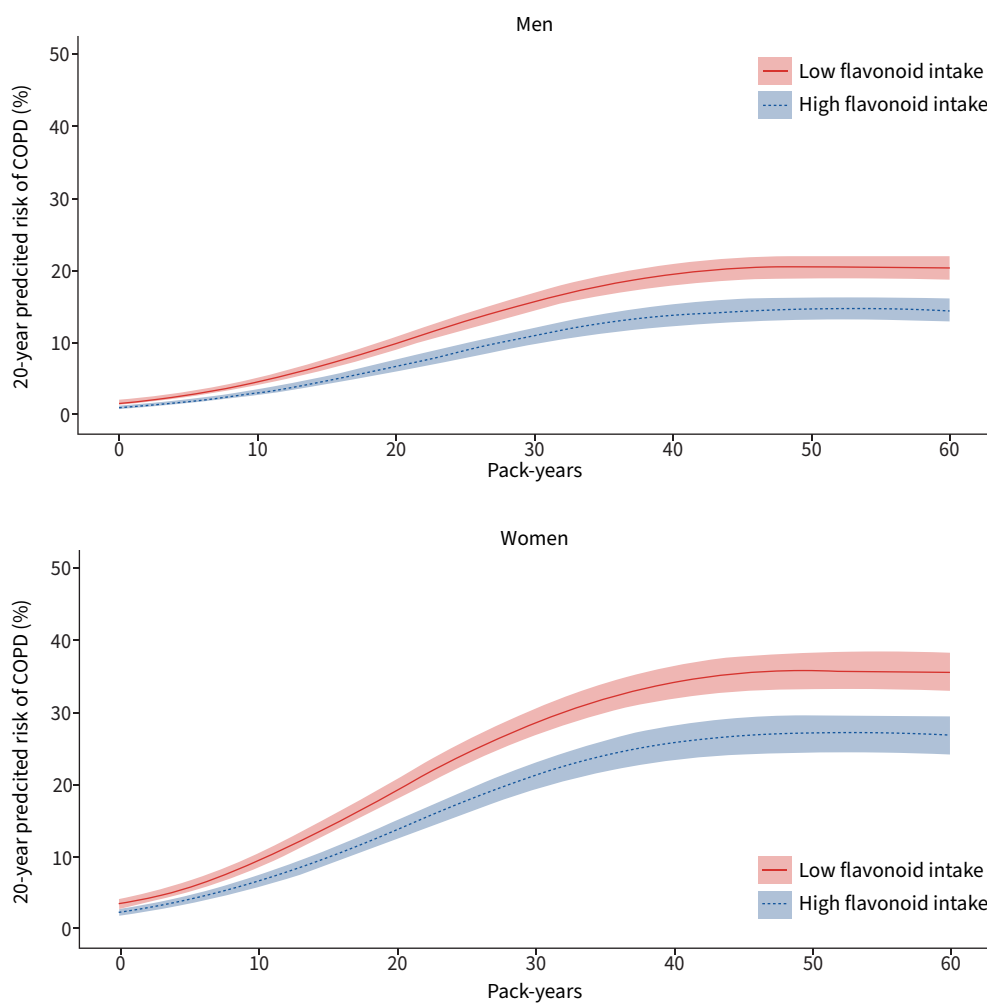 Men
50
40
30
20
10
0
20-year predcited risk of COPD (%)
Low flavonoid intake
High flavonoid intake
0 10 20 30 40 50 60
Pack-years
Women
50
40
30
20
10
0
20-year predcited risk of COPD (%)
Low flavonoid intake
High flavonoid intake
0 10 20 30 40 50 60
Pack-years